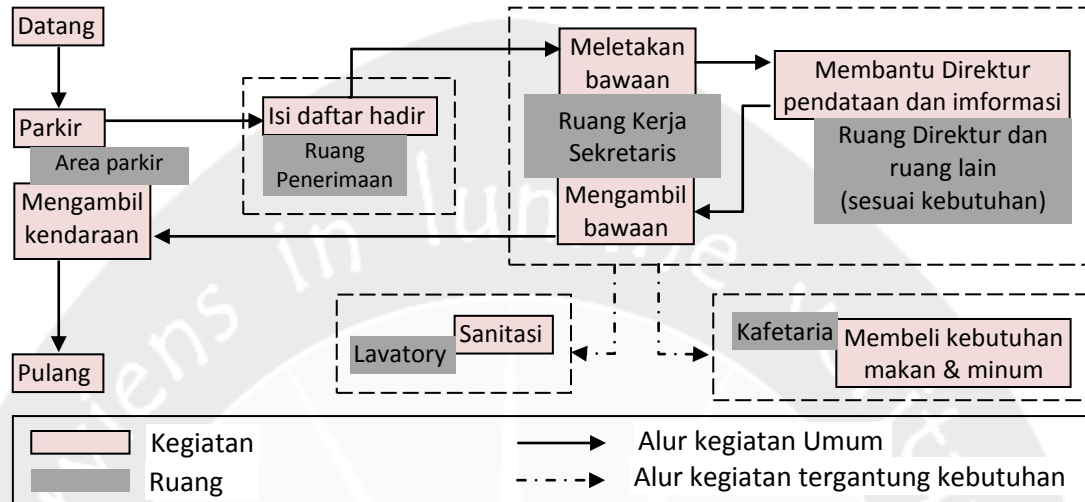 Datang
Parkir
Area parkir
Mengambil
kendaraan
Pulang
Isi daftar hadir
Ruang
Penerimaan
Meletakan
bawaan
Ruang Kerja
Sekretaris
Mengambil
bawaan
Membantu Direktur
pendataan dan imformasi
Ruang Direktur dan
ruang lain
(sesuai kebutuhan)
Sanitasi
Lavatory
Kafetaria
Membeli kebutuhan
makan & minum
Kegiatan
Ruang
Alur kegiatan Umum
Alur kegiatan tergantung kebutuhan